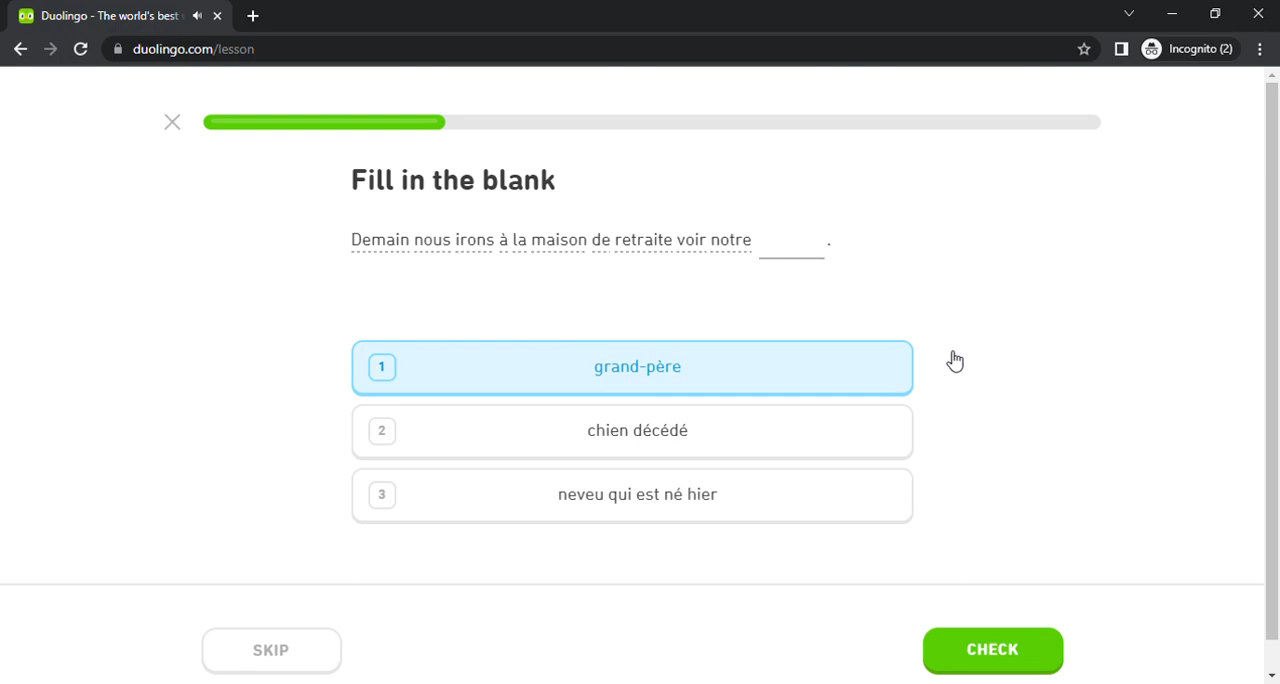 Duolingo - The world's best
duolingo.com/lesson
Incognito (2)
Fill in the blank
Demain nous irons à la maison de retraite voir notre ______ .
1 grand-père
2 chien décédé
3 neveu qui est né hier
SKIP
CHECK